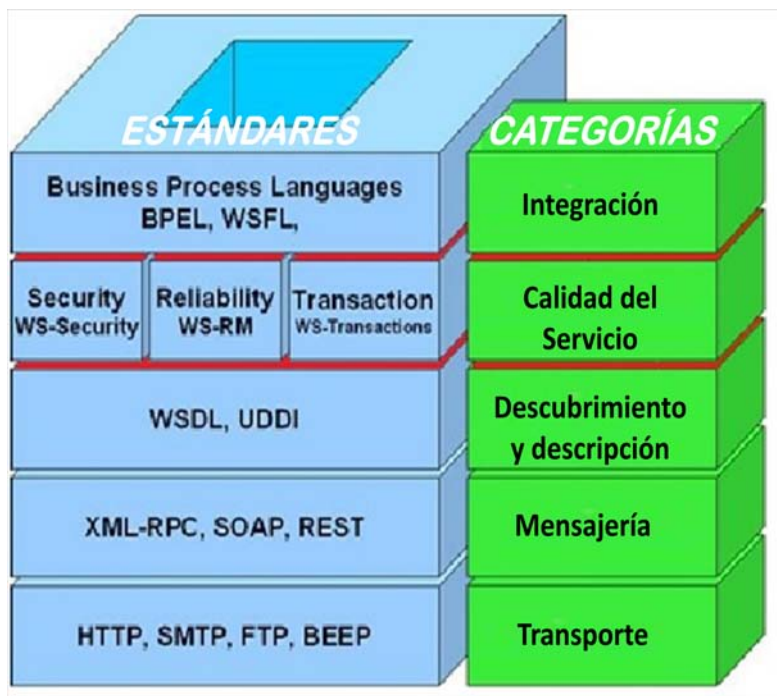 ESTÁNDARES
CATEGORÍAS
Business Process Languages
BPEL, WSFL,
Integración
Security
WS-Security
Reliability
WS-RM
Transaction
WS-Transactions
Calidad del
Servicio
WSDL, UDDI
Descubrimiento
y descripción
XML-RPC, SOAP, REST
Mensajería
HTTP, SMTP, FTP, BEEP
Transporte